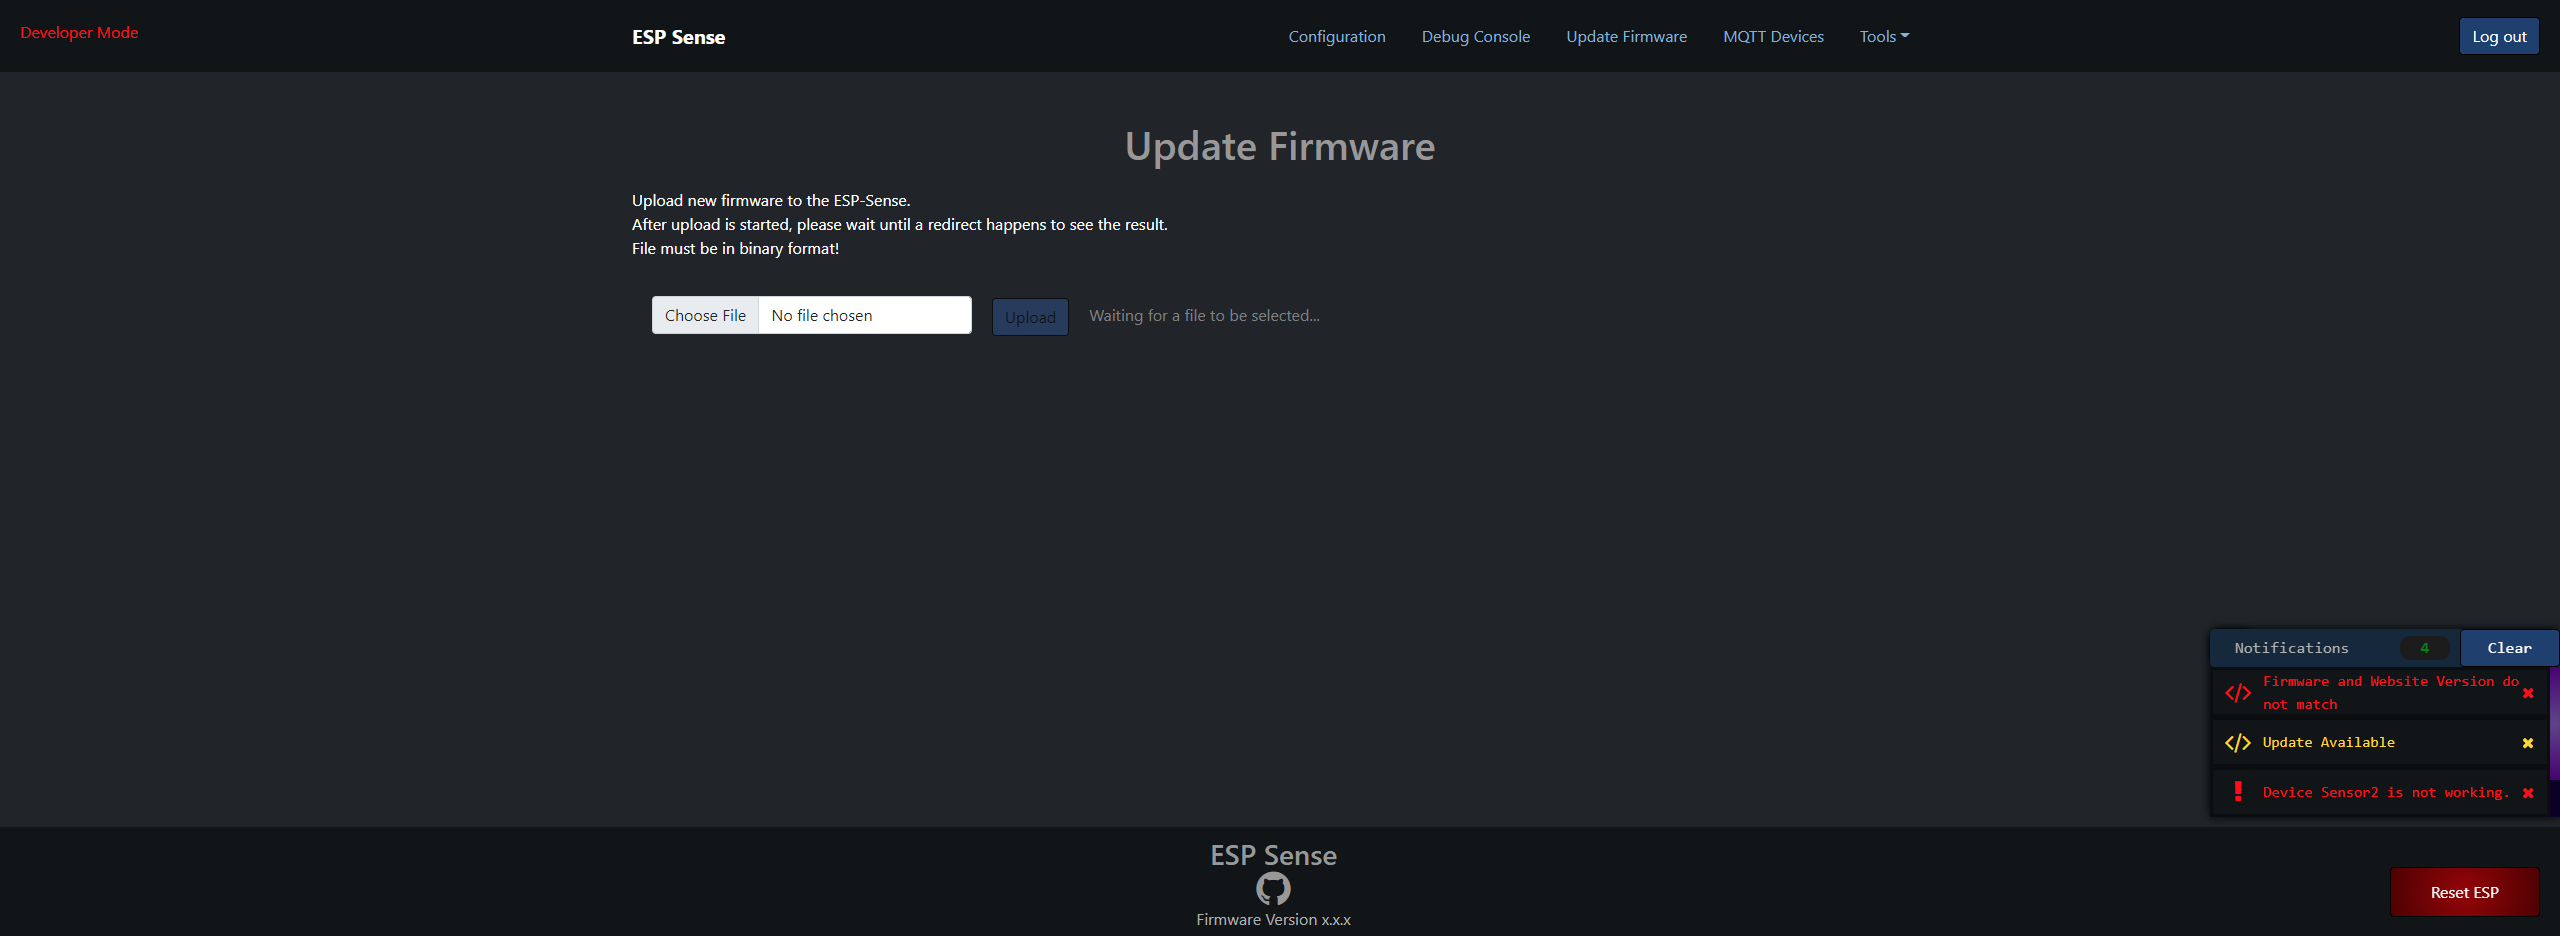 Developer Mode
ESP Sense
Configuration
Debug Console
Update Firmware
MQTT Devices
Tools
Log out
Update Firmware
Upload new firmware to the ESP-Sense.
After upload is started, please wait until a redirect happens to see the result.
File must be in binary format!
Choose File
No file chosen
Upload
Waiting for a file to be selected...
Notifications
4
Clear
Firmware and Website Version do
not match
Update Available
Device Sensor2 is not working.
ESP Sense
Firmware Version x.x.x
Reset ESP